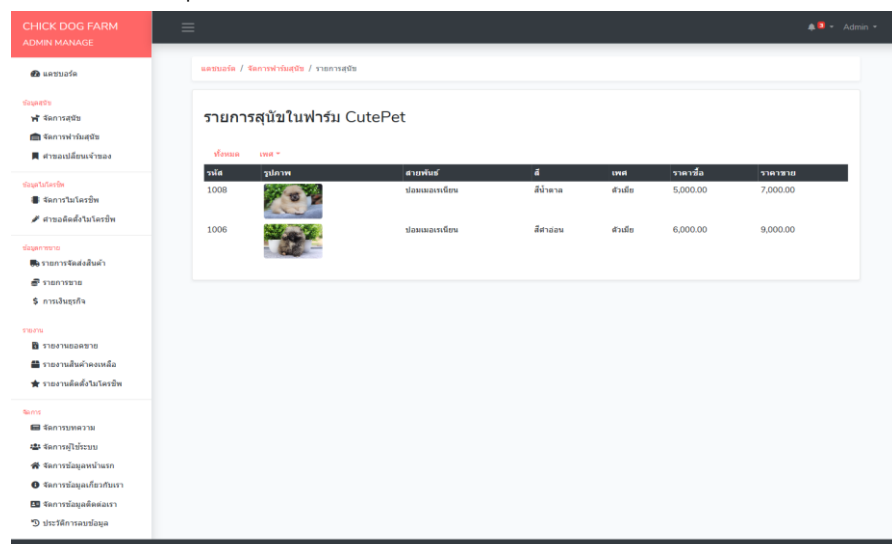 CHICK DOG FARM
ADMIN MANAGE
3
Admin
แดชบอร์ด
ข้อมูลสุนัข
จัดการสุนัข
จัดการฟาร์มสุนัข
คำขอเปลี่ยนเจ้าของ
ข้อมูลไมโครชิพ
จัดการไมโครชิพ
คำขอติดตั้งไมโครชิพ
ข้อมูลการขาย
รายการจัดส่งสินค้า
รายการขาย
การเงินธุรกิจ
รายงาน
รายงานยอดขาย
รายงานสินค้าคงเหลือ
รายงานติดตั้งไมโครชิพ
จัดการ
จัดการบทความ
จัดการผู้ใช้ระบบ
จัดการข้อมูลหน้าแรก
จัดการข้อมูลเกี่ยวกับเรา
จัดการข้อมูลติดต่อเรา
ประวัติการลบข้อมูล
แดชบอร์ด / จัดการฟาร์มสุนัข / รายการสุนัข
รายการสุนัขในฟาร์ม CutePet
ทั้งหมด เพศ
รหัส รูปภาพ สายพันธ์ สี เพศ ราคาซื้อ ราคาขาย
1008 ปอมเมอเรเนียน สีน้ำตาล ตัวเมีย 5,000.00 7,000.00
1006 ปอมเมอเรเนียน สีดำอ่อน ตัวเมีย 6,000.00 9,000.00